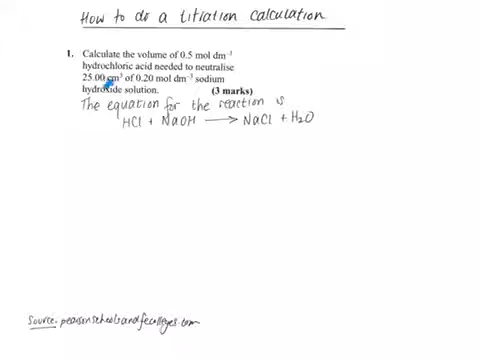 How to do a titration calculation
1. Calculate the volume of 0.5 mol dm⁻³
hydrochloric acid needed to neutralise
25.00 cm³ of 0.20 mol dm⁻³ sodium
hydroxide solution. (3 marks)
The equation for the reaction is
HCl + NaOH → NaCl + H₂O
Source: pearsonschoolsandfecolleges.com